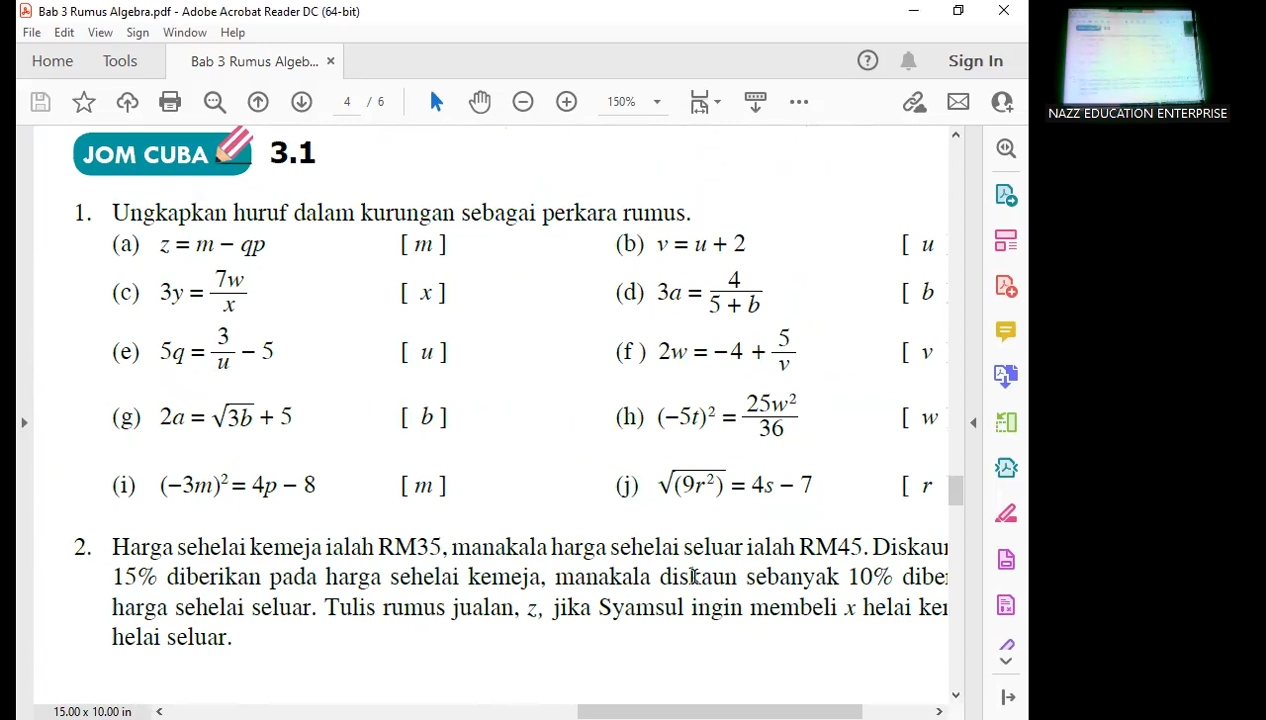 Bab 3 Rumus Algebra.pdf - Adobe Acrobat Reader DC (64-bit)
File Edit View Sign Window Help
Home Tools Bab 3 Rumus Algeb... × Sign In
4 / 6 150%
NAZZ EDUCATION ENTERPRISE
JOM CUBA 3.1
1. Ungkapkan huruf dalam kurungan sebagai perkara rumus.
(a) z = m − qp [ m ] (b) v = u + 2 [ u
(c) 3y = 7w/x [ x ] (d) 3a = 4/(5 + b) [ b
(e) 5q = 3/u − 5 [ u ] (f ) 2w = −4 + 5/v [ v
(g) 2a = √3b + 5 [ b ] (h) (−5t)² = 25w²/36 [ w
(i) (−3m)² = 4p − 8 [ m ] (j) √(9r²) = 4s − 7 [ r
2. Harga sehelai kemeja ialah RM35, manakala harga sehelai seluar ialah RM45. Diskaun
15% diberikan pada harga sehelai kemeja, manakala diskaun sebanyak 10%
harga sehelai seluar. Tulis rumus jualan, z, jika Syamsul ingin membeli x helai
helai seluar.
15.00 x 10.00 in